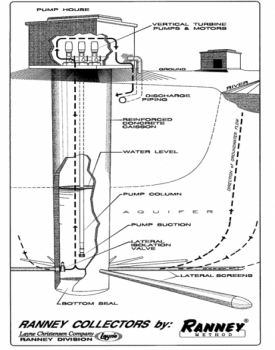 PUMP HOUSE
VERTICAL TURBINE
PUMPS & MOTORS
GROUND
RIVER
DISCHARGE
PIPING
REINFORCED
CONCRETE
CAISSON
DIRECTION OF GROUNDWATER FLOW
WATER LEVEL
PUMP COLUMN
AQUIFER
PUMP SUCTION
LATERAL
ISOLATION
VALVE
LATERAL SCREENS
BOTTOM SEAL
RANNEY COLLECTORS by:
Layne Christensen Company
RANNEY DIVISION
Layne
RANNEY®
METHOD